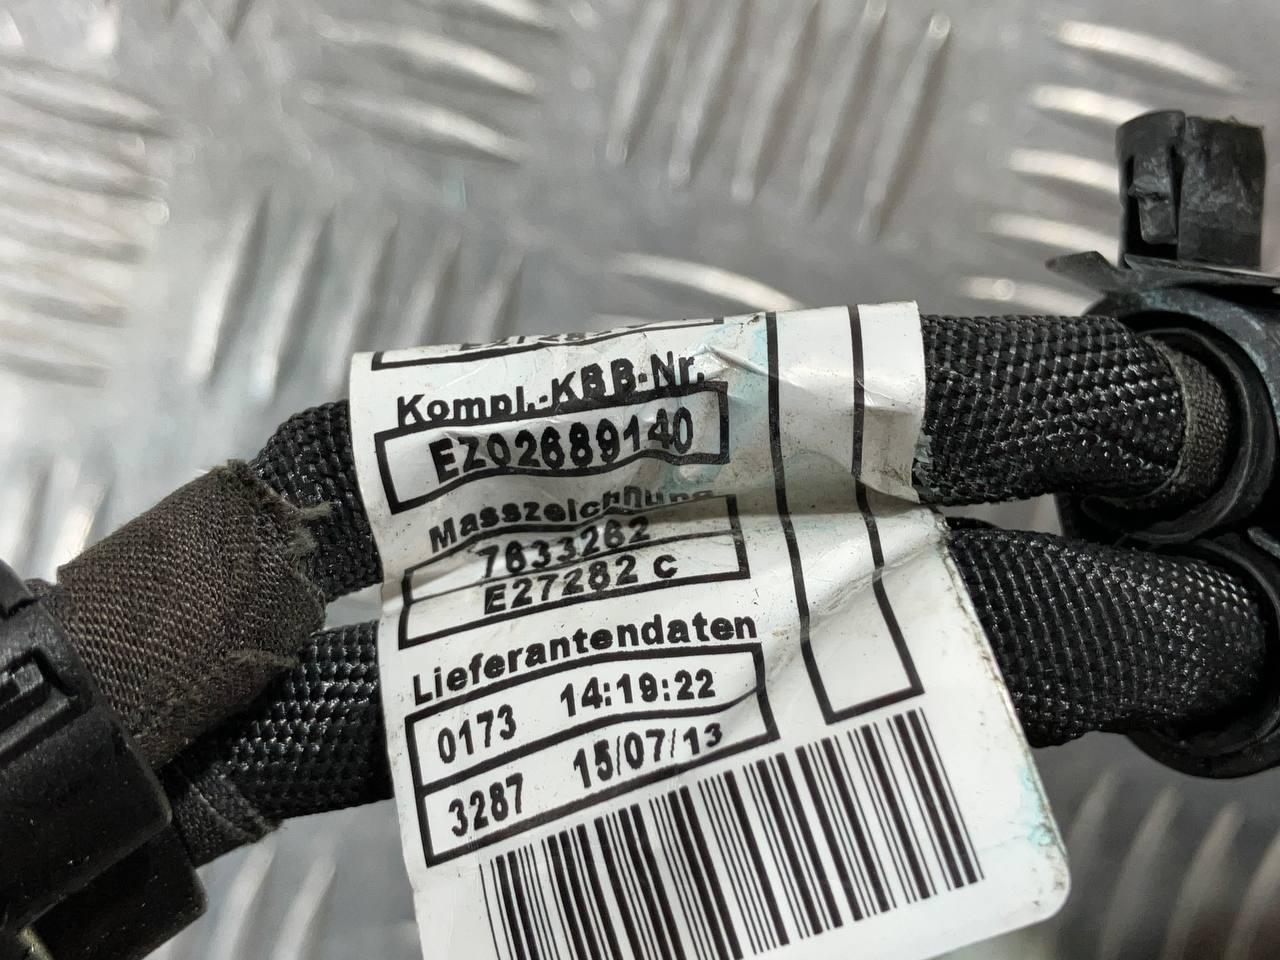 Kompl.-KBB-Nr.
EZ02689140
Masszeichnung
7633262
E27282 C
Lieferantendaten
0173 14:19:22
3287 15/07/13